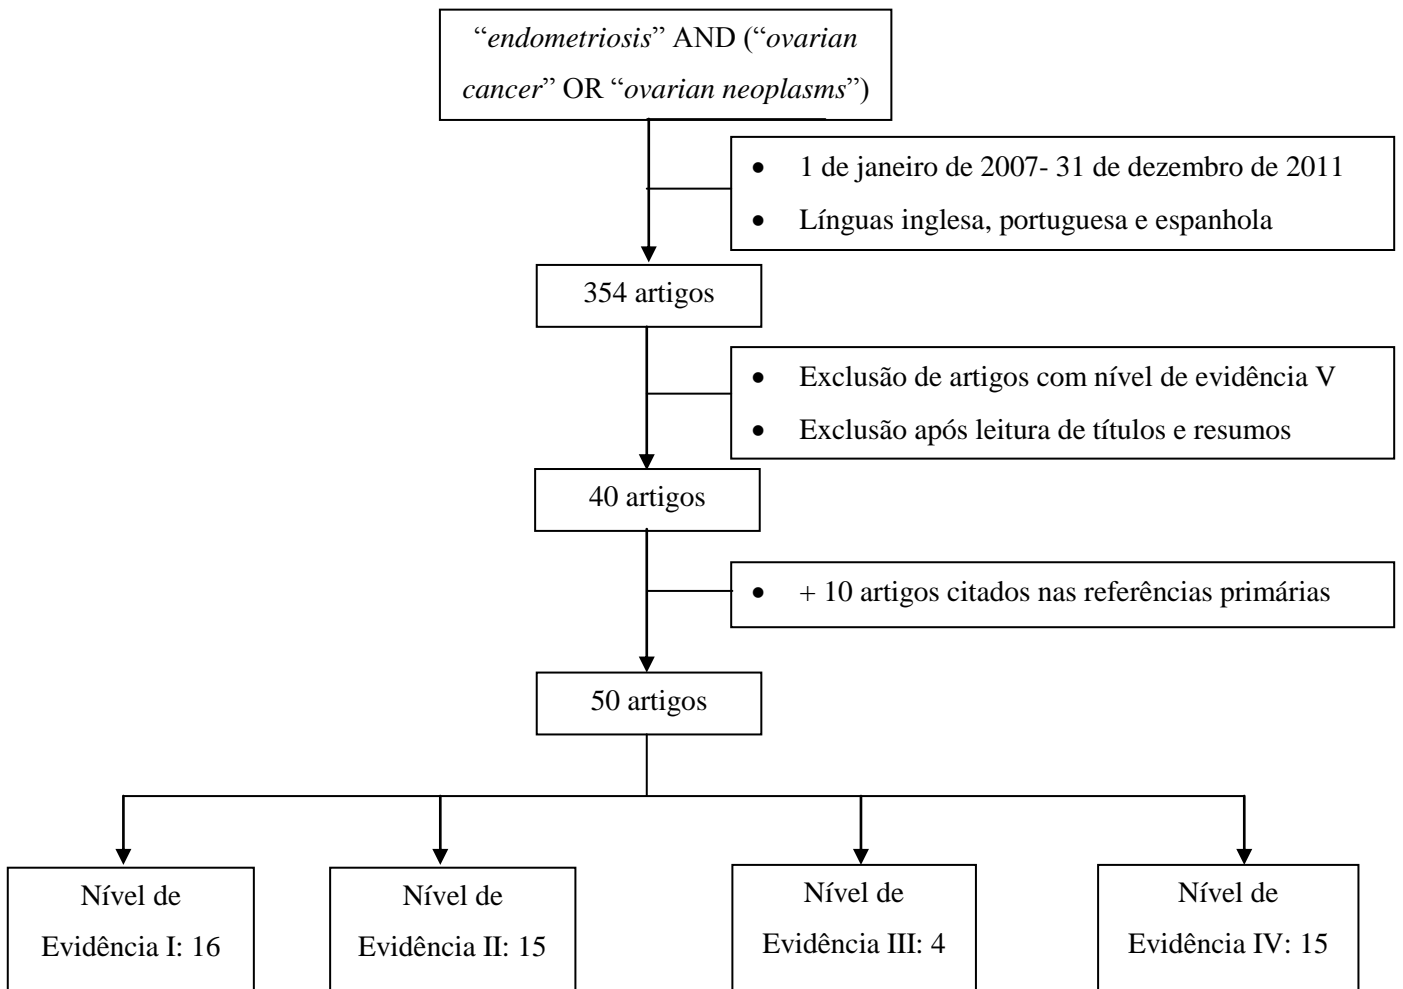 “endometriosis” AND (“ovarian
cancer” OR “ovarian neoplasms”)
• 1 de janeiro de 2007- 31 de dezembro de 2011
• Línguas inglesa, portuguesa e espanhola
354 artigos
• Exclusão de artigos com nível de evidência V
• Exclusão após leitura de títulos e resumos
40 artigos
• + 10 artigos citados nas referências primárias
50 artigos
Nível de
Evidência I: 16
Nível de
Evidência II: 15
Nível de
Evidência III: 4
Nível de
Evidência IV: 15